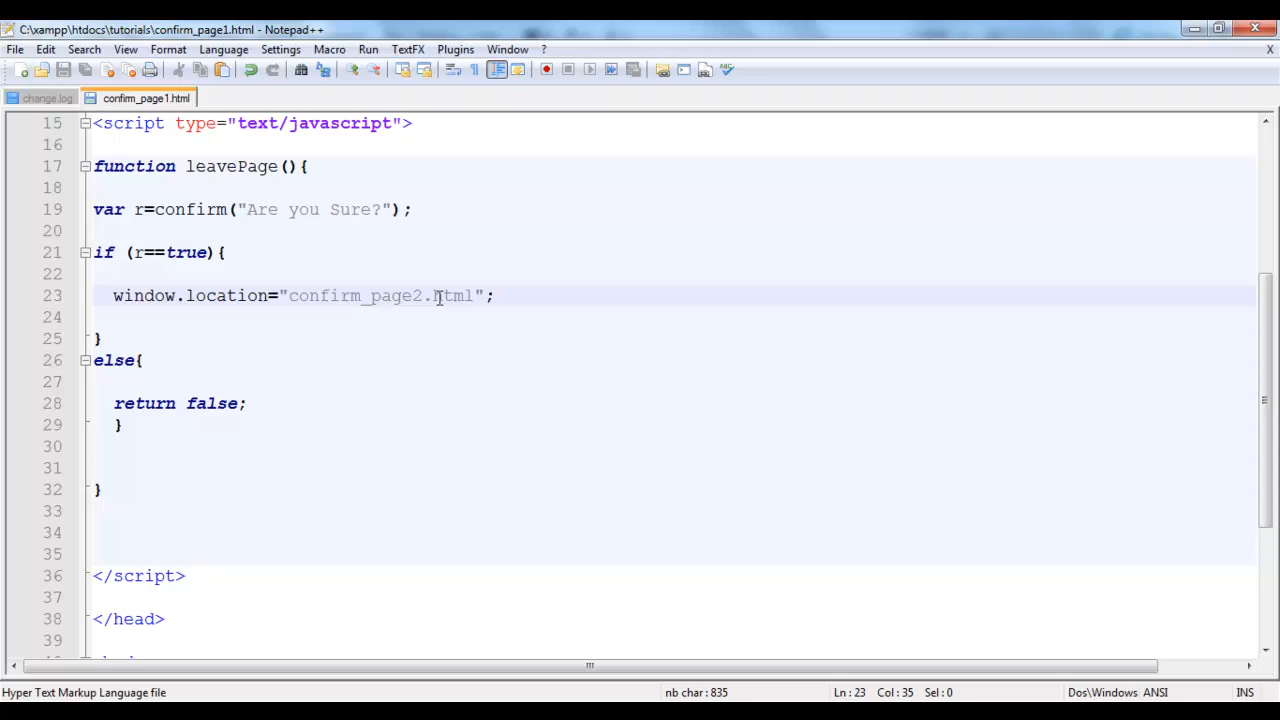 C:\xampp\htdocs\tutorials\confirm_page1.html - Notepad++
File Edit Search View Format Language Settings Macro Run TextFX Plugins Window ? X
change.log confirm_page1.html
15 <script type="text/javascript">
16
17 function leavePage(){
18
19 var r=confirm("Are you Sure?");
20
21 if (r==true){
22
23 window.location="confirm_page2.html";
24
25 }
26 else{
27
28 return false;
29 }
30
31
32 }
33
34
35
36 </script>
37
38 </head>
39
Hyper Text Markup Language file nb char : 835 Ln : 23 Col : 35 Sel : 0 Dos\Windows ANSI INS